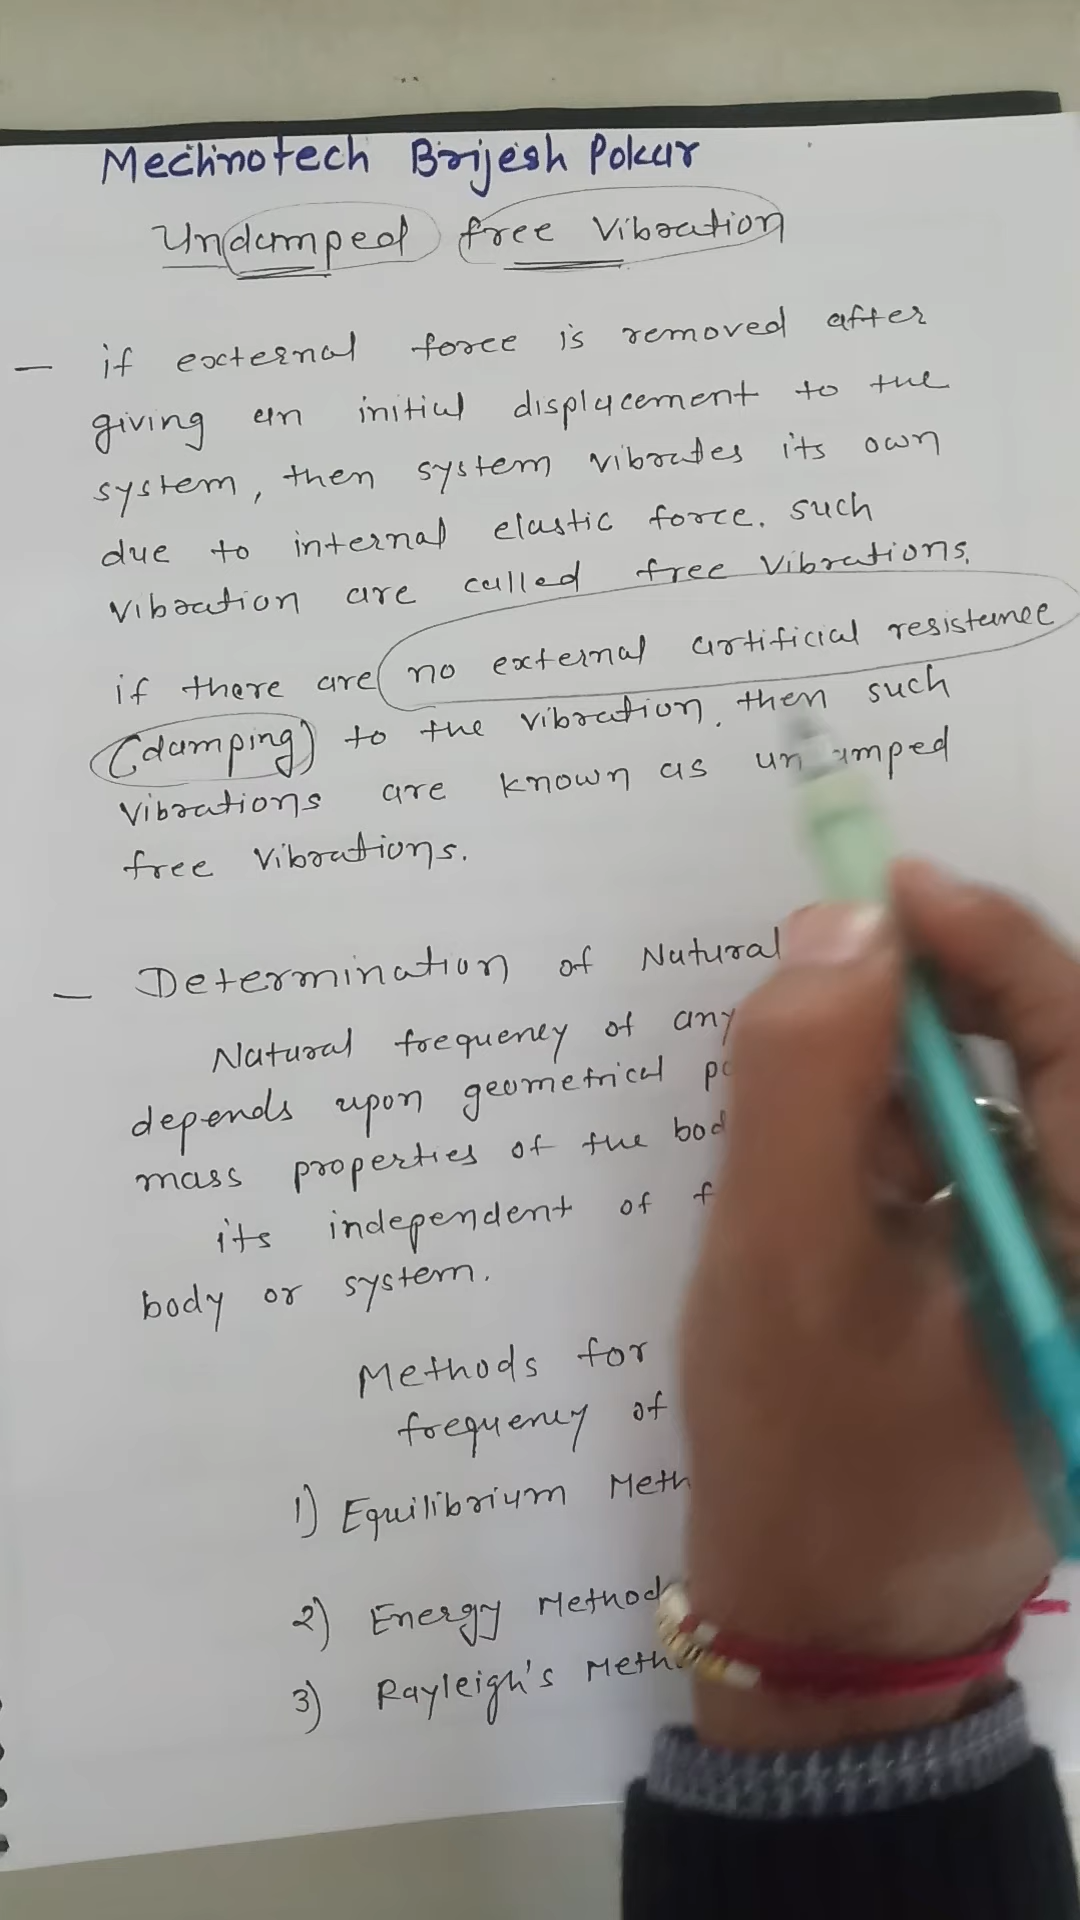 Mechnotech Brijesh Pokar
Undamped free Vibration
— if external force is removed after
giving an initial displacement to the
system, then system vibrates its own
due to internal elastic force. such
vibration are called free Vibrations.
if there are no external artificial resistance
(damping) to the vibration, then such
vibrations are known as
free Vibrations.
— Determination of Natural
Natural frequency of any
depends upon geometrical
mass properties of the
its independent of
body or system.
Methods for
frequency of
1) Equilibrium
2) Energy Method
3) Rayleigh's